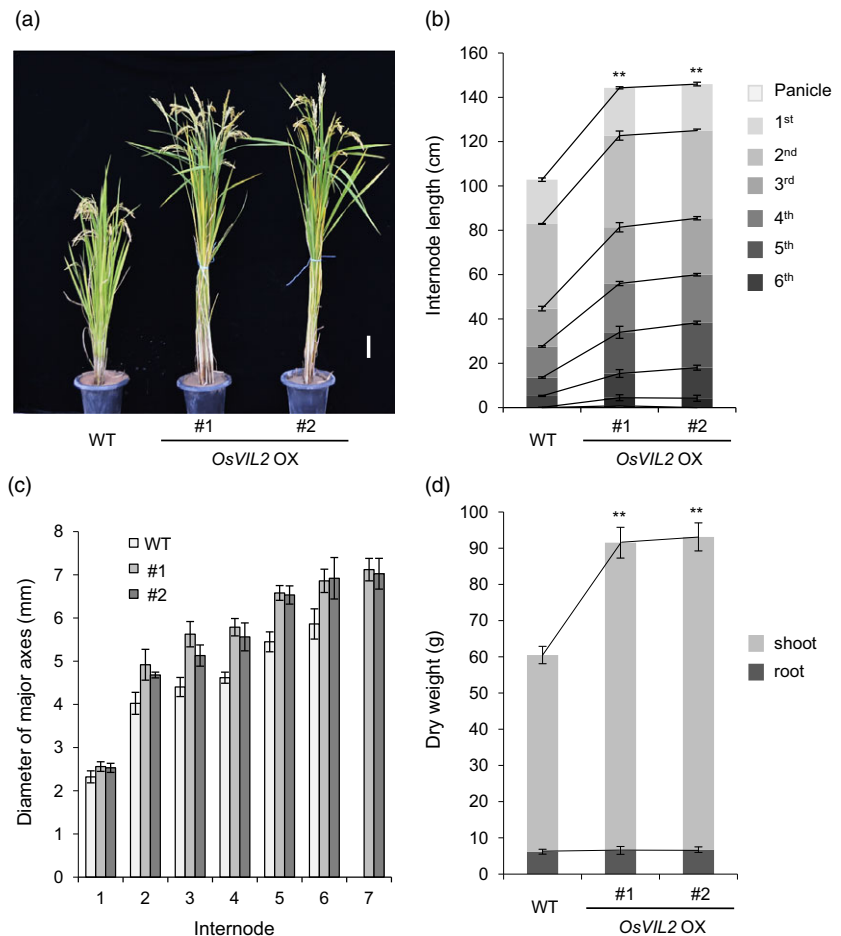 (a)
WT
#1
#2
OsVIL2 OX
(b)
Internode length (cm)
160
140
120
100
80
60
40
20
0
**
**
WT
#1
#2
OsVIL2 OX
Panicle
1st
2nd
3rd
4th
5th
6th
(c)
Diameter of major axes (mm)
8
7
6
5
4
3
2
1
0
WT
#1
#2
1 2 3 4 5 6 7
Internode
(d)
Dry weight (g)
100
90
80
70
60
50
40
30
20
10
0
**
**
WT
#1
#2
OsVIL2 OX
shoot
root